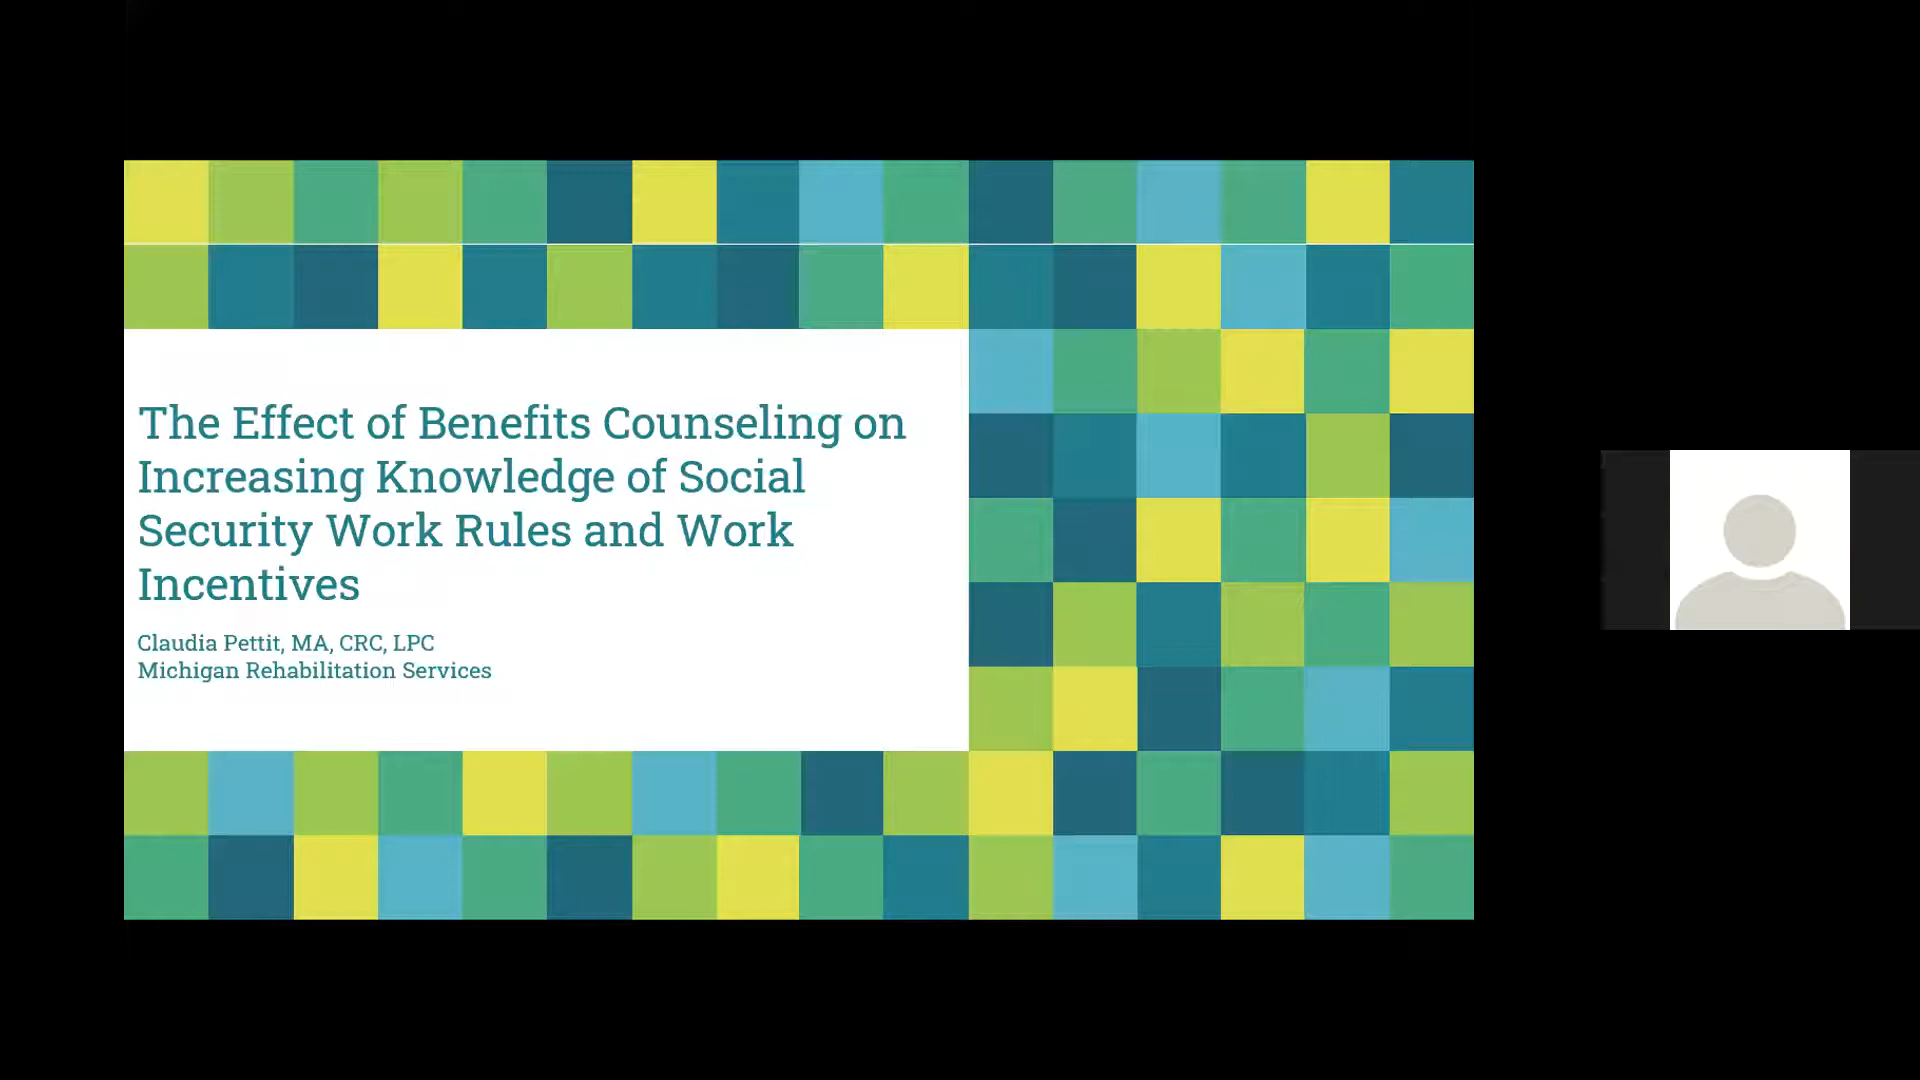 The Effect of Benefits Counseling on
Increasing Knowledge of Social
Security Work Rules and Work
Incentives
Claudia Pettit, MA, CRC, LPC
Michigan Rehabilitation Services